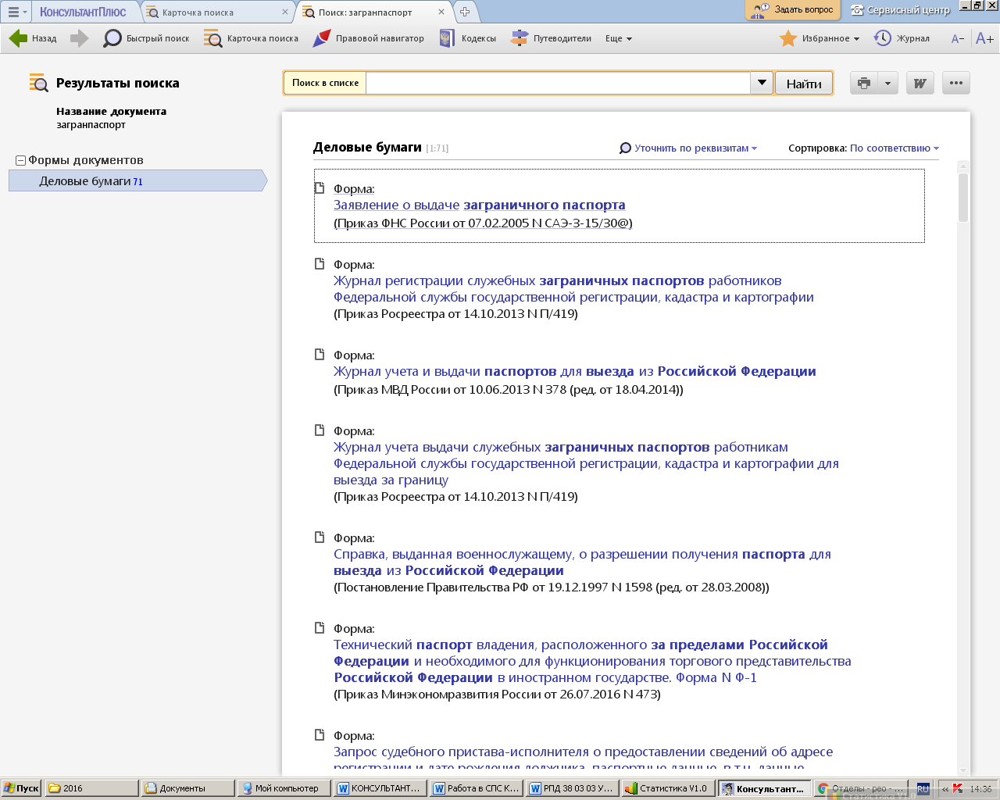 КонсультантПлюс
Карточка поиска
Поиск: загранпаспорт
Задать вопрос
Сервисный центр
Назад
Быстрый поиск
Карточка поиска
Правовой навигатор
Кодексы
Путеводители
Еще
Избранное
Журнал
A-
A+
Результаты поиска
Название документа
загранпаспорт
Формы документов
Деловые бумаги 71
Поиск в списке
Найти
W
Деловые бумаги [1:71]
Уточнить по реквизитам
Сортировка: По соответствию
Форма:
Заявление о выдаче заграничного паспорта
(Приказ ФНС России от 07.02.2005 N САЭ-3-15/30@)
Форма:
Журнал регистрации служебных заграничных паспортов работников
Федеральной службы государственной регистрации, кадастра и картографии
(Приказ Росреестра от 14.10.2013 N П/419)
Форма:
Журнал учета и выдачи паспортов для выезда из Российской Федерации
(Приказ МВД России от 10.06.2013 N 378 (ред. от 18.04.2014))
Форма:
Журнал учета выдачи служебных заграничных паспортов работникам
Федеральной службы государственной регистрации, кадастра и картографии для
выезда за границу
(Приказ Росреестра от 14.10.2013 N П/419)
Форма:
Справка, выданная военнослужащему, о разрешении получения паспорта для
выезда из Российской Федерации
(Постановление Правительства РФ от 19.12.1997 N 1598 (ред. от 28.03.2008))
Форма:
Технический паспорт владения, расположенного за пределами Российской
Федерации и необходимого для функционирования торгового представительства
Российской Федерации в иностранном государстве. Форма N Ф-1
(Приказ Минэкономразвития России от 26.07.2016 N 473)
Форма:
Запрос судебного пристава-исполнителя о предоставлении сведений об адресе
регистрации и дате рождения должника, паспортные данные, в т.ч. данные
Пуск
2016
Документы
Мой компьютер
КОНСУЛЬТАНТ...
Работа в СПС К...
РПД 38 03 03 У...
Статистика V1.0
Консультант...
Отделы - рео - ...
Статистика V1.0
RU
14:36